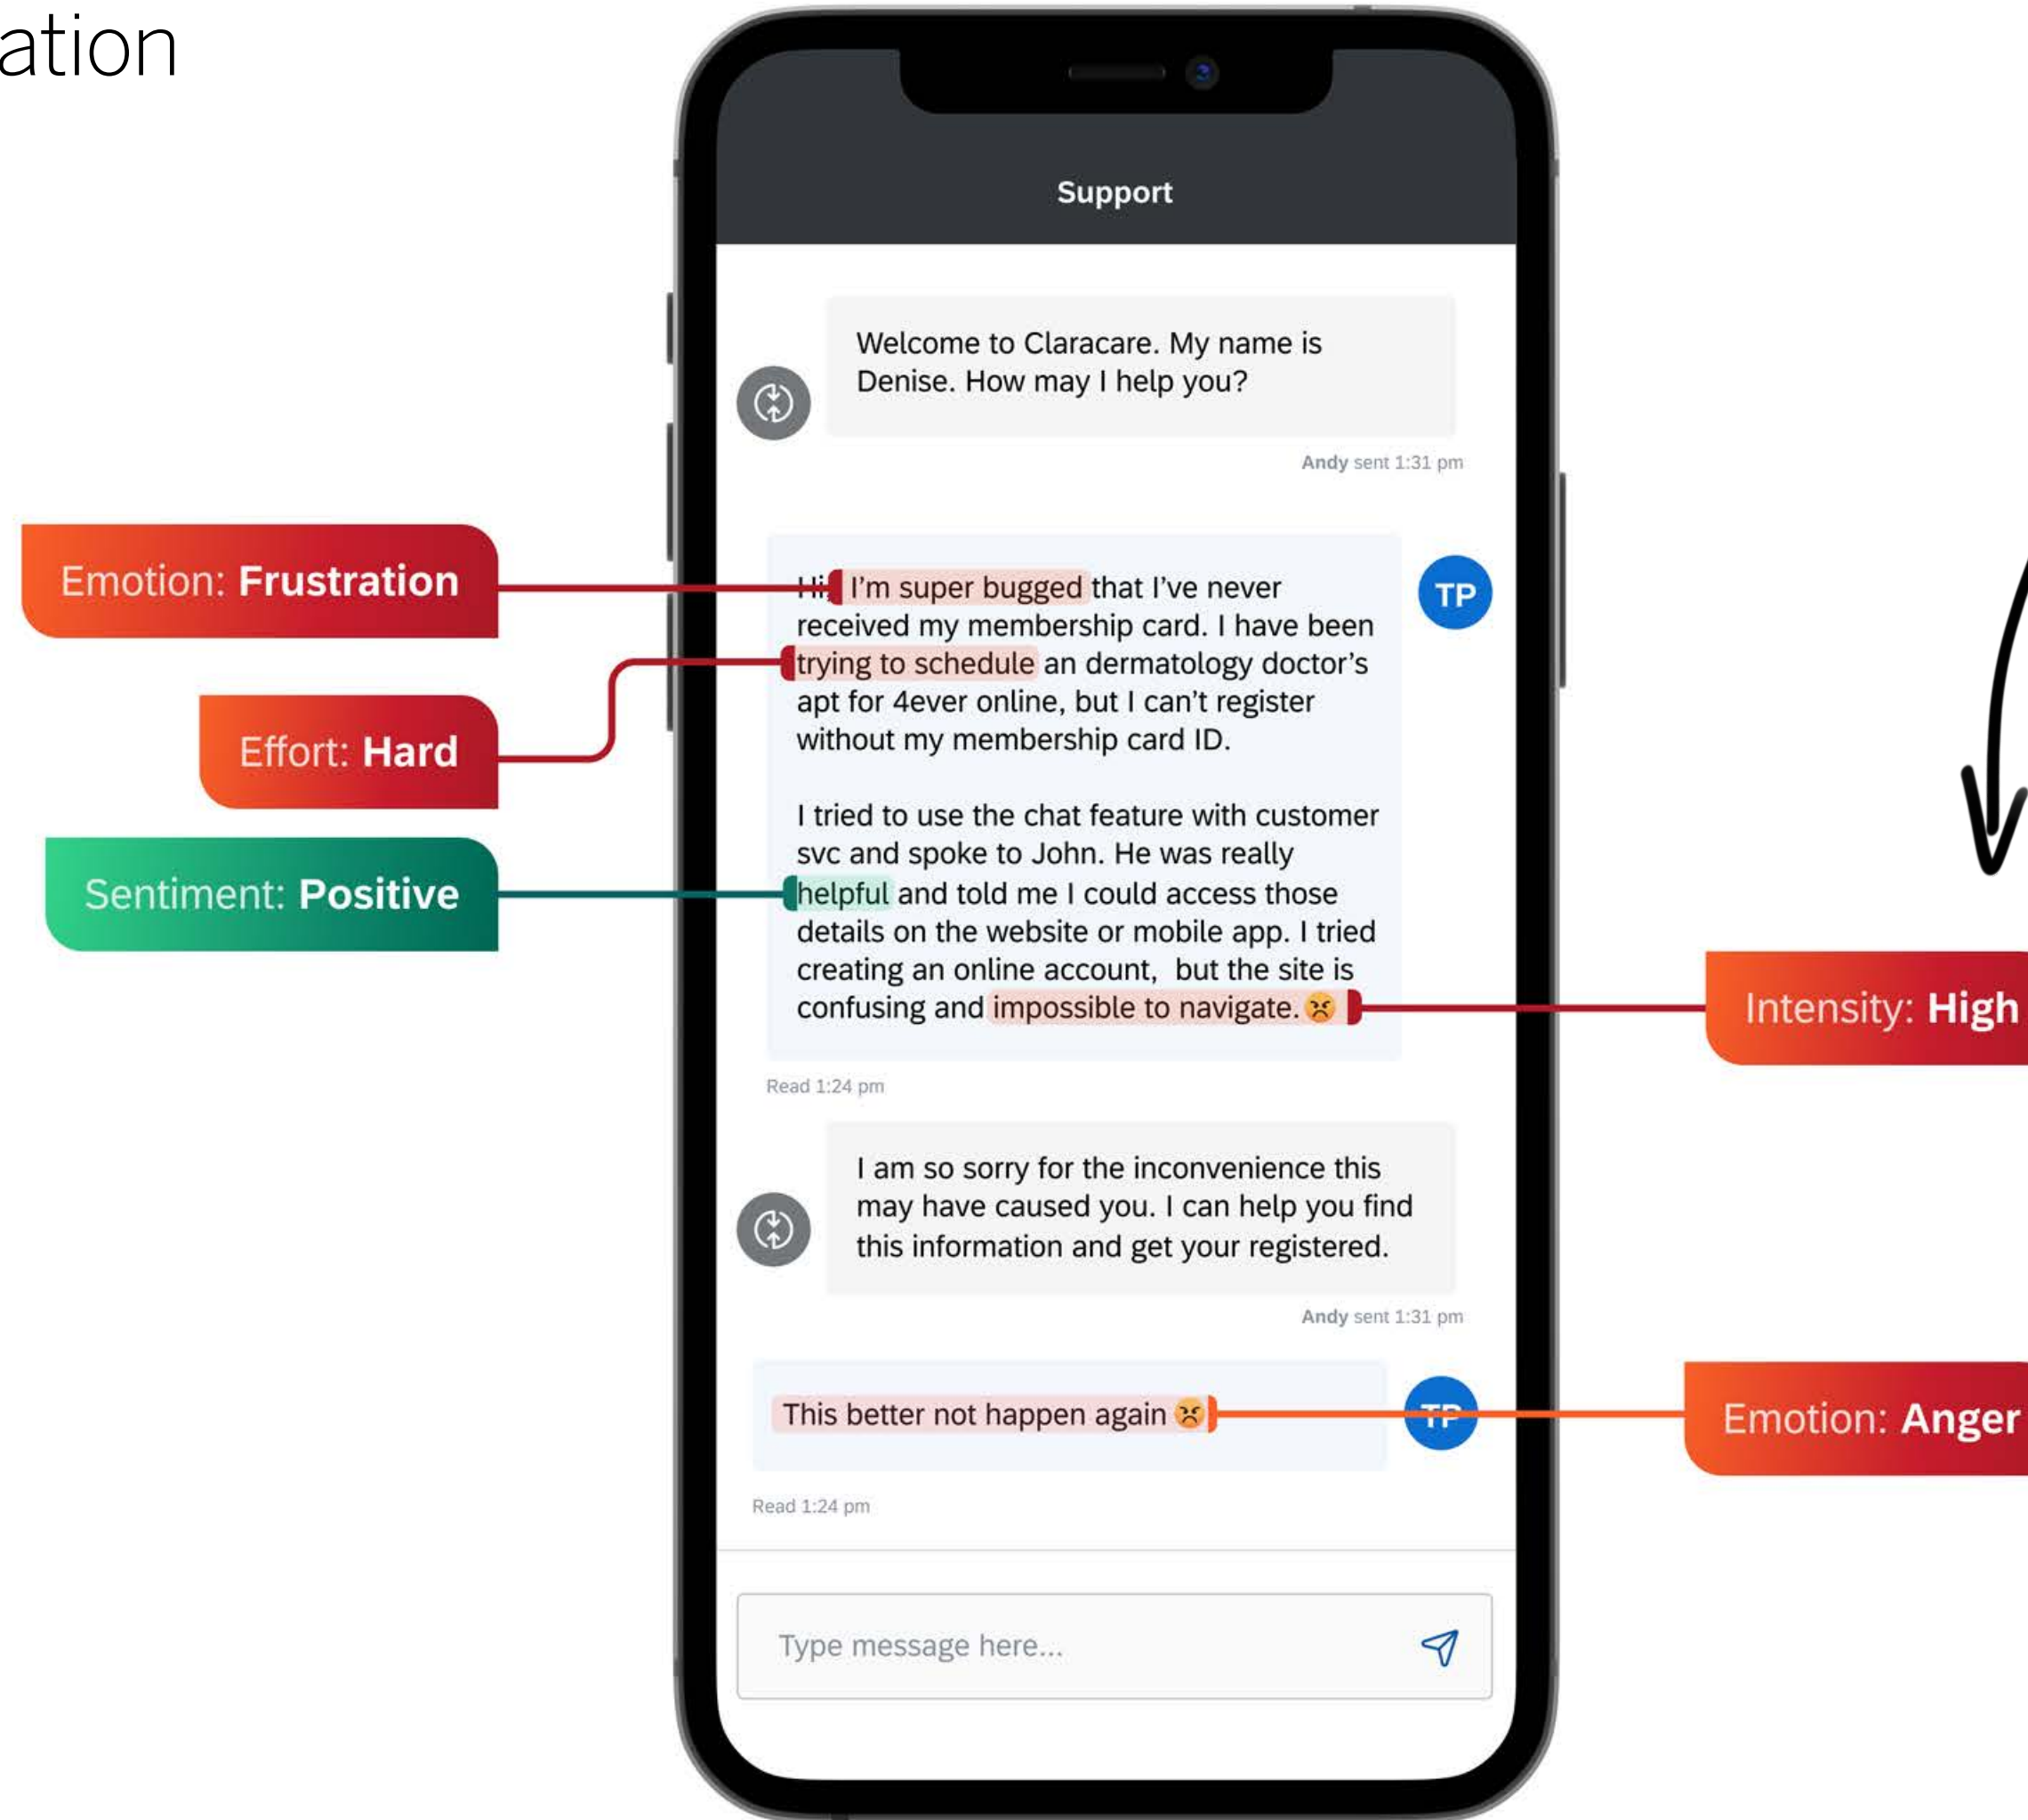 ation
Support
Welcome to Claracare. My name is
Denise. How may I help you?
Andy sent 1:31 pm
Emotion: Frustration
Hi, I'm super bugged that I've never
TP
received my membership card. I have been
trying to schedule an dermatology doctor's
apt for 4ever online, but I can't register
without my membership card ID.
Effort: Hard
I tried to use the chat feature with customer
svc and spoke to John. He was really
helpful and told me I could access those
details on the website or mobile app. I tried
creating an online account,  but the site is
confusing and impossible to navigate. 😠
Sentiment: Positive
Intensity: High
Read 1:24 pm
I am so sorry for the inconvenience this
may have caused you. I can help you find
this information and get your registered.
Andy sent 1:31 pm
This better not happen again 😠
TP
Emotion: Anger
Read 1:24 pm
Type message here...